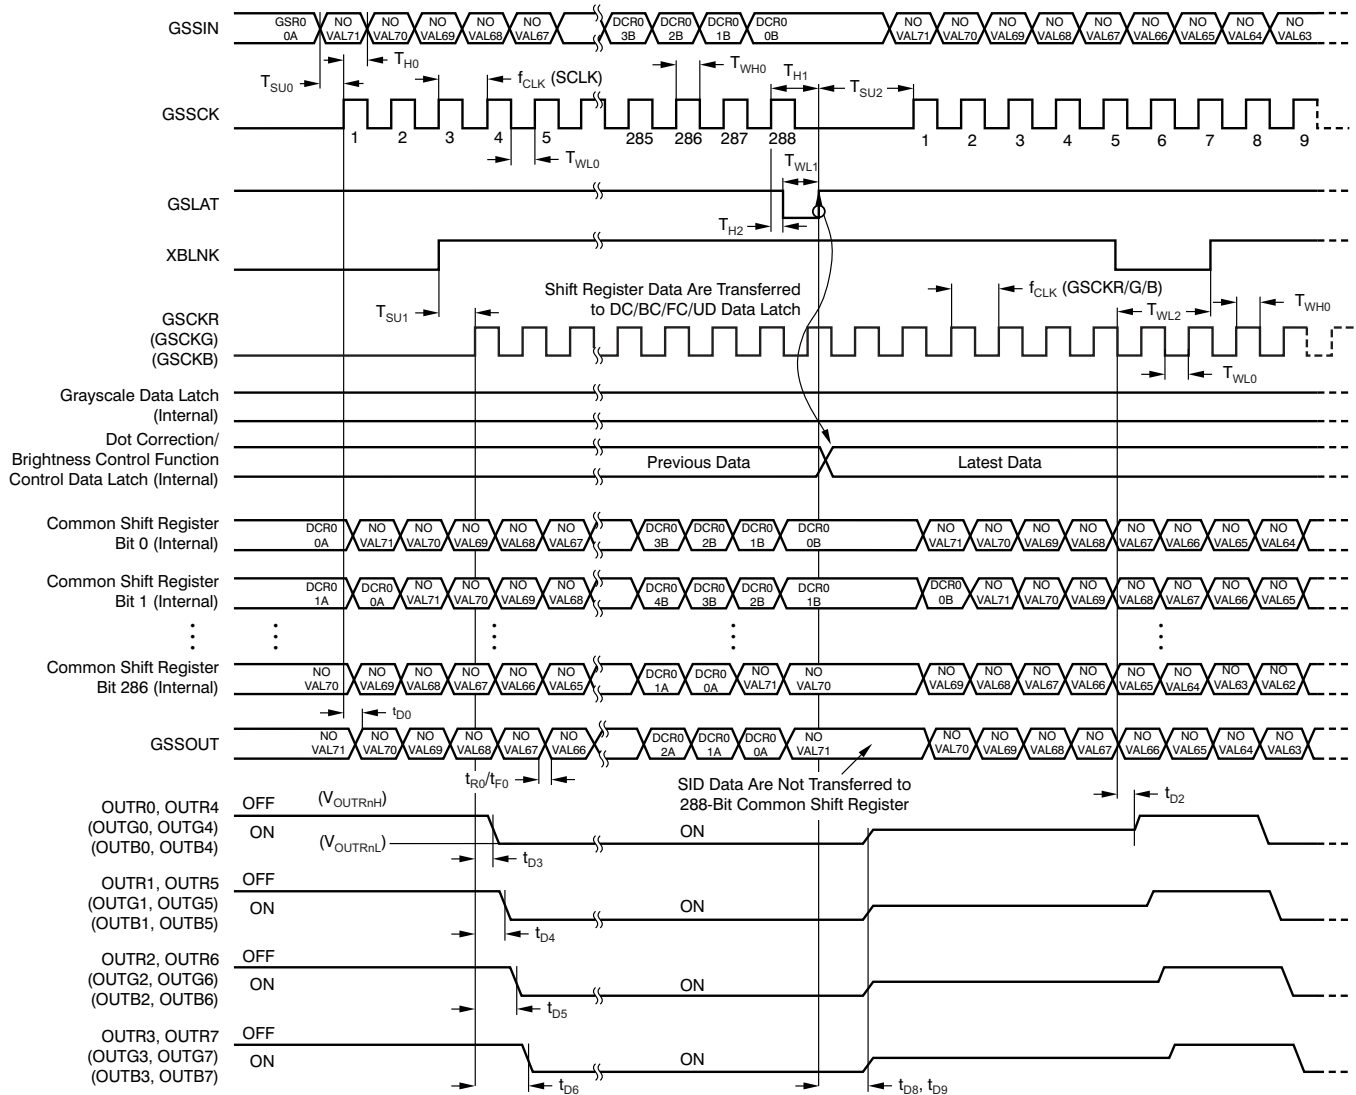 GSSIN
GSR0 0A
NO VAL71
NO VAL70
NO VAL69
NO VAL68
NO VAL67
DCR0 3B
DCR0 2B
DCR0 1B
DCR0 0B
NO VAL71
NO VAL70
NO VAL69
NO VAL68
NO VAL67
NO VAL66
NO VAL65
NO VAL64
NO VAL63
TH0
TSU0
fCLK (SCLK)
TWH0
TH1
TSU2
GSSCK
1 2 3 4 5 285 286 287 288 1 2 3 4 5 6 7 8 9
TWL0
TWL1
GSLAT
TH2
XBLNK
Shift Register Data Are Transferred
to DC/BC/FC/UD Data Latch
fCLK (GSCKR/G/B)
TSU1
TWL2
TWH0
GSCKR
(GSCKG)
(GSCKB)
TWL0
Grayscale Data Latch
(Internal)
Dot Correction/
Brightness Control Function
Control Data Latch (Internal)
Previous Data
Latest Data
Common Shift Register
Bit 0 (Internal)
DCR0 0A
NO VAL71
NO VAL70
NO VAL69
NO VAL68
NO VAL67
DCR0 3B
DCR0 2B
DCR0 1B
DCR0 0B
NO VAL71
NO VAL70
NO VAL69
NO VAL68
NO VAL67
NO VAL66
NO VAL65
NO VAL64
Common Shift Register
Bit 1 (Internal)
DCR0 1A
DCR0 0A
NO VAL71
NO VAL70
NO VAL69
NO VAL68
DCR0 4B
DCR0 3B
DCR0 2B
DCR0 1B
DCR0 0B
NO VAL71
NO VAL70
NO VAL69
NO VAL68
NO VAL67
NO VAL66
NO VAL65
Common Shift Register
Bit 286 (Internal)
NO VAL70
NO VAL69
NO VAL68
NO VAL67
NO VAL66
NO VAL65
DCR0 1A
DCR0 0A
NO VAL71
NO VAL70
NO VAL69
NO VAL68
NO VAL67
NO VAL66
NO VAL65
NO VAL64
NO VAL63
NO VAL62
tD0
GSSOUT
NO VAL71
NO VAL70
NO VAL69
NO VAL68
NO VAL67
NO VAL66
DCR0 2A
DCR0 1A
DCR0 0A
NO VAL71
NO VAL70
NO VAL69
NO VAL68
NO VAL67
NO VAL66
NO VAL65
NO VAL64
NO VAL63
tR0/tF0
SID Data Are Not Transferred to
288-Bit Common Shift Register
tD2
OUTR0, OUTR4
(OUTG0, OUTG4)
(OUTB0, OUTB4)
OFF
ON
(VOUTRnH)
(VOUTRnL)
ON
tD3
OUTR1, OUTR5
(OUTG1, OUTG5)
(OUTB1, OUTB5)
OFF
ON
ON
tD4
OUTR2, OUTR6
(OUTG2, OUTG6)
(OUTB2, OUTB6)
OFF
ON
ON
tD5
OUTR3, OUTR7
(OUTG3, OUTG7)
(OUTB3, OUTB7)
OFF
ON
ON
tD6
tD8, tD9